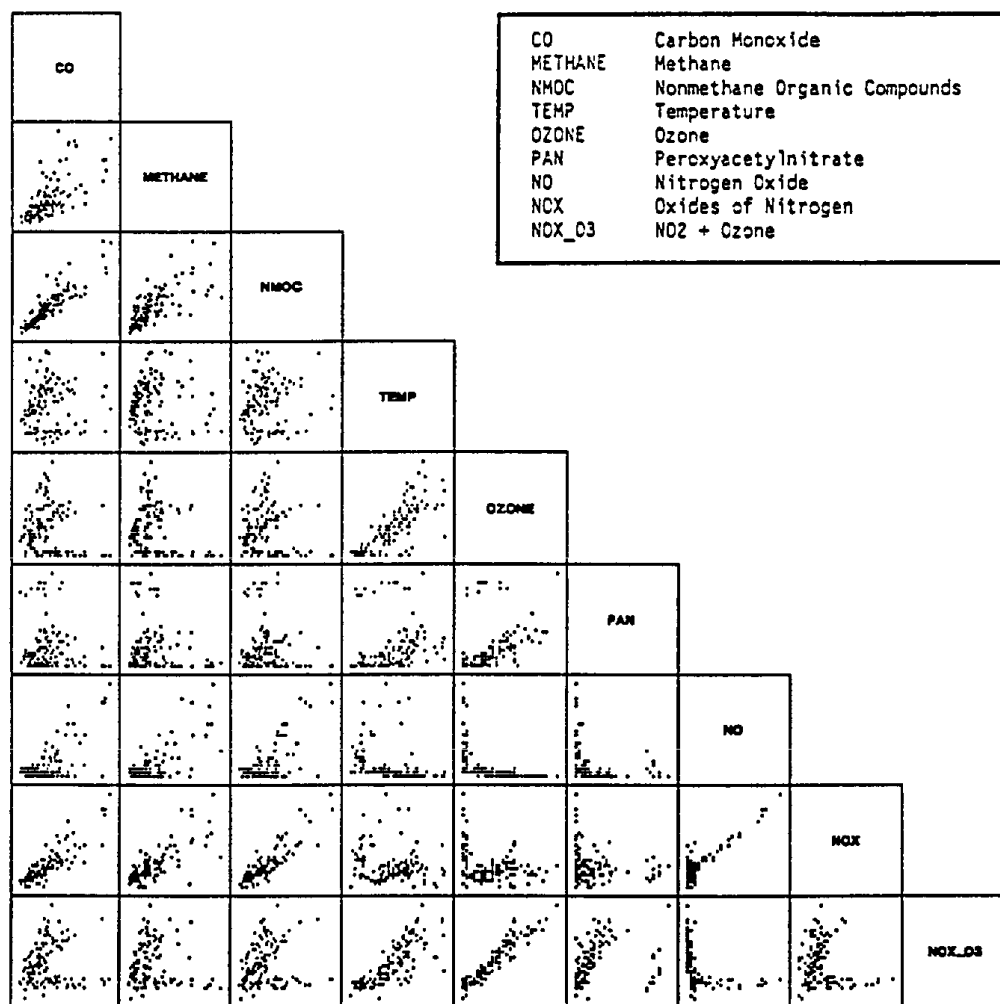 CO
CO Carbon Monoxide
METHANE Methane
NMOC Nonmethane Organic Compounds
TEMP Temperature
OZONE Ozone
PAN Peroxyacetylnitrate
NO Nitrogen Oxide
NOX Oxides of Nitrogen
NOX_O3 NO2 + Ozone
METHANE
NMOC
TEMP
OZONE
PAN
NO
NOX
NOX_O3